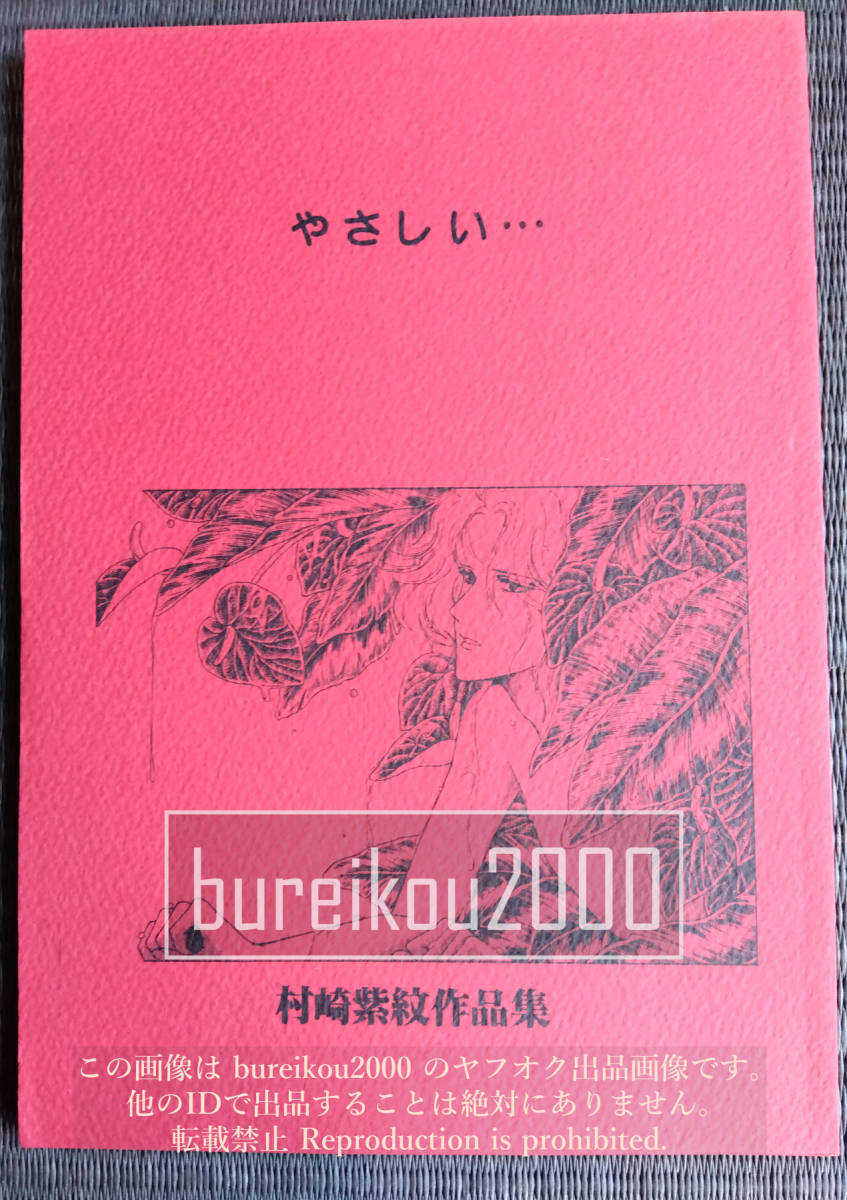 やさしい…
bureikou2000
村崎紫紋作品集
この画像は bureikou2000 のヤフオク出品画像です。
他のIDで出品することは絶対にありません。
転載禁止 Reproduction is prohibited.